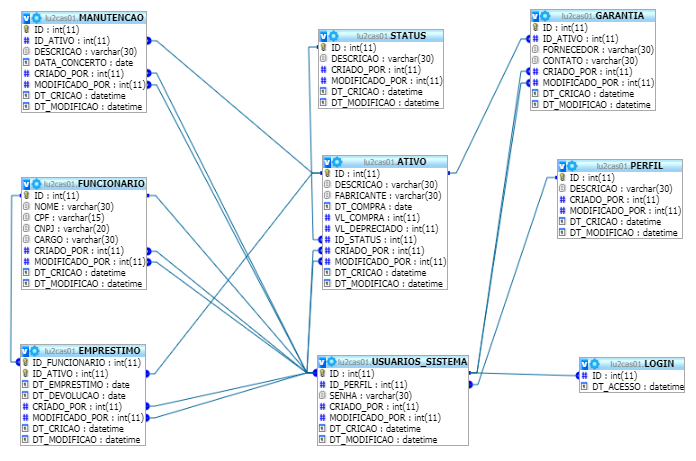 lu2cas01.MANUTENCAO
ID : int(11)
ID_ATIVO : int(11)
DESCRICAO : varchar(30)
DATA_CONCERTO : date
CRIADO_POR : int(11)
MODIFICADO_POR : int(11)
DT_CRICAO : datetime
DT_MODIFICAO : datetime
lu2cas01.STATUS
ID : int(11)
DESCRICAO : varchar(30)
CRIADO_POR : int(11)
MODIFICADO_POR : int(11)
DT_CRICAO : datetime
DT_MODIFICAO : datetime
lu2cas01.GARANTIA
ID : int(11)
ID_ATIVO : int(11)
FORNECEDOR : varchar(30)
CONTATO : varchar(30)
CRIADO_POR : int(11)
MODIFICADO_POR : int(11)
DT_CRICAO : datetime
DT_MODIFICAO : datetime
lu2cas01.FUNCIONARIO
ID : int(11)
NOME : varchar(30)
CPF : varchar(15)
CNPJ : varchar(20)
CARGO : varchar(30)
CRIADO_POR : int(11)
MODIFICADO_POR : int(11)
DT_CRICAO : datetime
DT_MODIFICAO : datetime
lu2cas01.ATIVO
ID : int(11)
DESCRICAO : varchar(30)
FABRICANTE : varchar(30)
DT_COMPRA : date
VL_COMPRA : int(11)
VL_DEPRECIADO : int(11)
ID_STATUS : int(11)
CRIADO_POR : int(11)
MODIFICADO_POR : int(11)
DT_CRICAO : datetime
DT_MODIFICAO : datetime
lu2cas01.PERFIL
ID : int(11)
DESCRICAO : varchar(30)
CRIADO_POR : int(11)
MODIFICADO_POR : int(11)
DT_CRICAO : datetime
DT_MODIFICAO : datetime
lu2cas01.EMPRESTIMO
ID_FUNCIONARIO : int(11)
ID_ATIVO : int(11)
DT_EMPRESTIMO : date
DT_DEVOLUCAO : date
CRIADO_POR : int(11)
MODIFICADO_POR : int(11)
DT_CRICAO : datetime
DT_MODIFICAO : datetime
lu2cas01.USUARIOS_SISTEMA
ID : int(11)
ID_PERFIL : int(11)
SENHA : varchar(30)
CRIADO_POR : int(11)
MODIFICADO_POR : int(11)
DT_CRICAO : datetime
DT_MODIFICAO : datetime
lu2cas01.LOGIN
ID : int(11)
DT_ACESSO : datetime